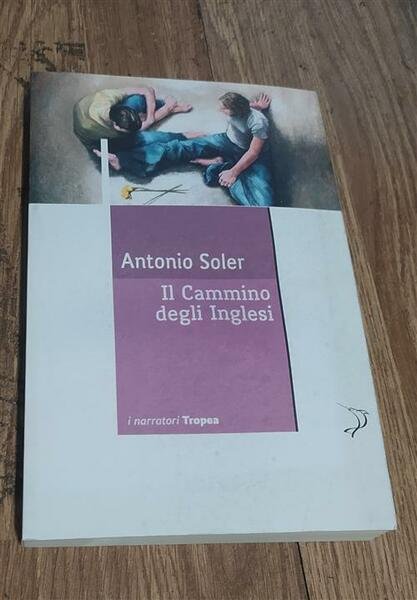 Antonio Soler
Il Cammino
degli Inglesi
i narratori Tropea